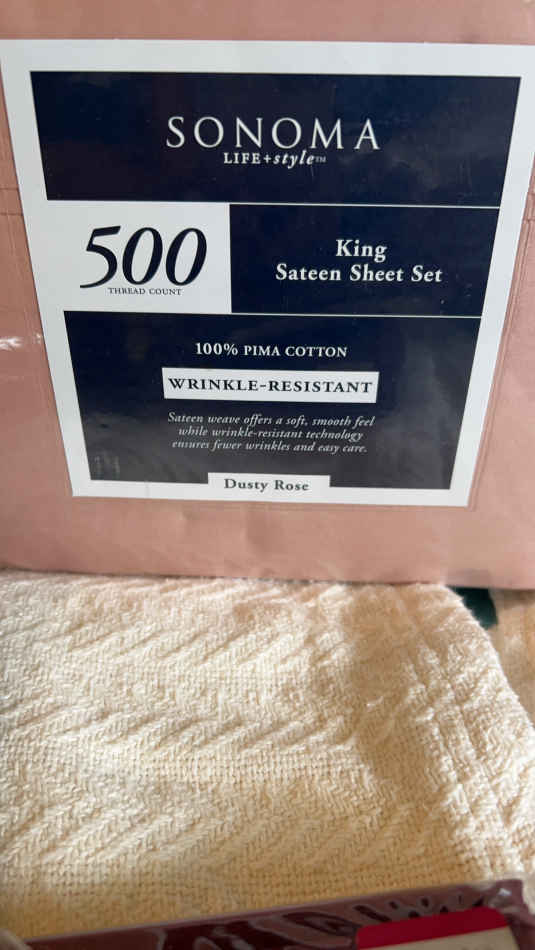 SONOMA
LIFE+style™
500
THREAD COUNT
King
Sateen Sheet Set
100% PIMA COTTON
WRINKLE-RESISTANT
Sateen weave offers a soft, smooth feel
while wrinkle-resistant technology
ensures fewer wrinkles and easy care.
Dusty Rose